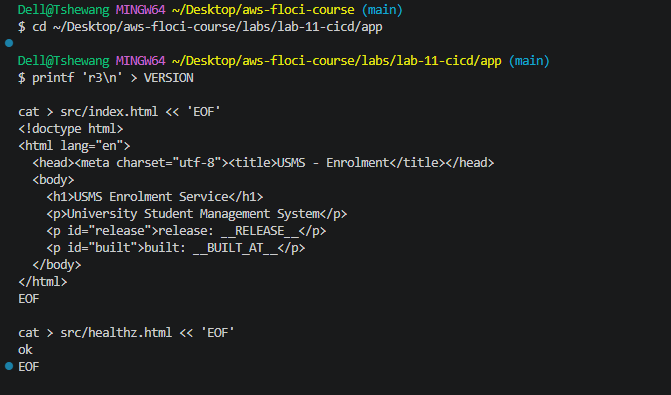 Dell@Tshewang MINGW64 ~/Desktop/aws-floci-course (main)
$ cd ~/Desktop/aws-floci-course/labs/lab-11-cicd/app
Dell@Tshewang MINGW64 ~/Desktop/aws-floci-course/labs/lab-11-cicd/app (main)
$ printf 'r3\n' > VERSION
cat > src/index.html << 'EOF'
<!doctype html>
<html lang="en">
  <head><meta charset="utf-8"><title>USMS - Enrolment</title></head>
  <body>
    <h1>USMS Enrolment Service</h1>
    <p>University Student Management System</p>
    <p id="release">release: __RELEASE__</p>
    <p id="built">built: __BUILT_AT__</p>
  </body>
</html>
EOF
cat > src/healthz.html << 'EOF'
ok
EOF